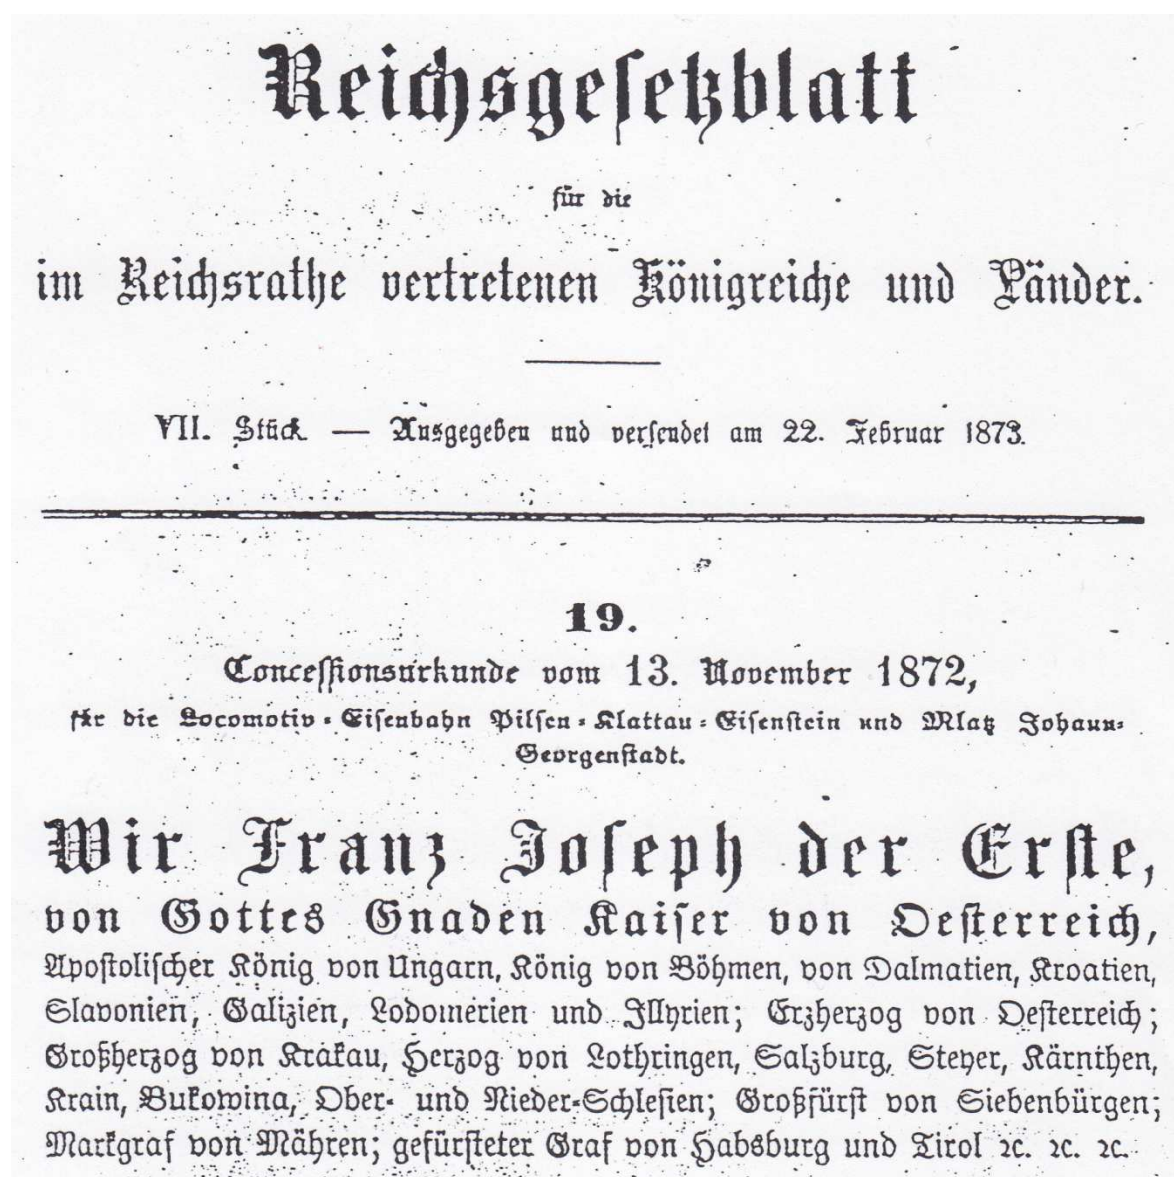 Reichsgesetzblatt
für die
im Reichsrathe vertretenen Königreiche und Länder.
VII. Stück. — Ausgegeben und versendet am 22. Februar 1873.
19.
Concessionsurkunde vom 13. November 1872,
für die Locomotiv-Eisenbahn Pilsen-Klattau-Eisenstein und Mlatz Johann-
Georgenstadt.
Wir Franz Joseph der Erste,
von Gottes Gnaden Kaiser von Oesterreich,
Apostolischer König von Ungarn, König von Böhmen, von Dalmatien, Kroatien,
Slavonien, Galizien, Lodomerien und Illyrien; Erzherzog von Oesterreich;
Großherzog von Krakau, Herzog von Lothringen, Salzburg, Steyer, Kärnthen,
Krain, Bukowina, Ober- und Nieder-Schlesien; Großfürst von Siebenbürgen;
Markgraf von Mähren; gefürsteter Graf von Habsburg und Tirol ꝛc. ꝛc. ꝛc.